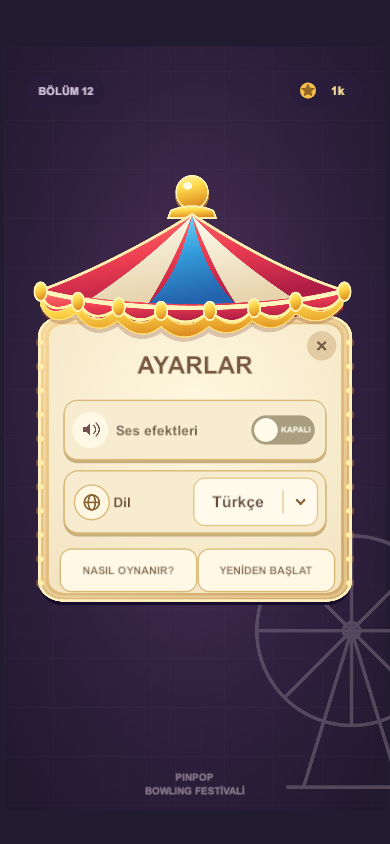 BÖLÜM 12
1k
AYARLAR
Ses efektleri
KAPALI
Dil
Türkçe
NASIL OYNANIR?
YENİDEN BAŞLAT
PINPOP
BOWLING FESTİVALİ